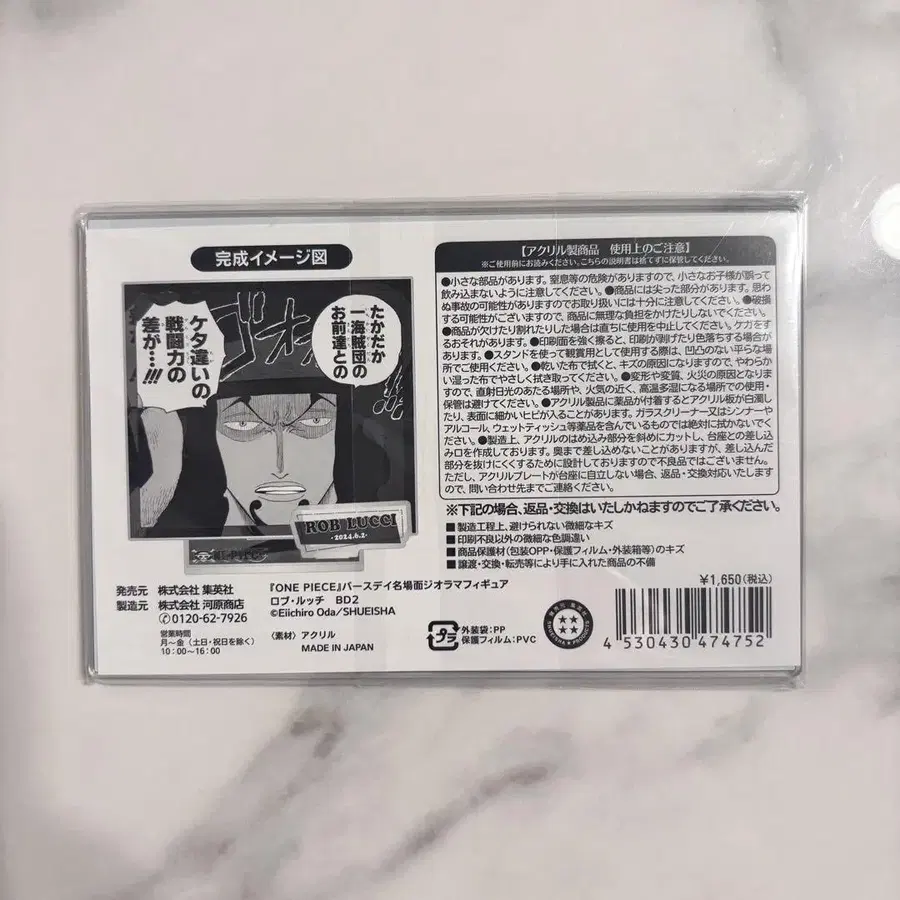 完成イメージ図
たかだか
一海賊団の
お前達との
ケタ違いの
戦闘力の
差が…!!!
ゴオ
ROB LUCCI
・2024.6.2・
ONE PIECE
【アクリル製商品　使用上のご注意】
※ご使用前にお読みください。こちらの説明書は捨てずに保管してください。
●小さな部品があります。窒息等の危険がありますので、小さなお子様が誤って
飲み込まないように注意してください。●商品には尖った部分があります。思わ
ぬ事故の可能性がありますのでお取り扱いには十分に注意してください。●破損
する可能性がございますので、商品に無理な負担をかけたりしないでください。
●商品が欠けたり割れたりした場合は直ちに使用を中止してください。ケガをす
るおそれがあります。●印刷面を強く擦ると、印刷が剥げたり色落ちする場合が
あります。●スタンドを使って観賞用として使用する際は、凹凸のない平らな場
所でご使用ください。●乾いた布で拭くと、キズの原因になりますので、やわらか
い湿った布でやさしく拭き取ってください。●変形や変質、火災の原因となります
ので、直射日光のあたる場所や、火気の近く、高温多湿になる場所での使用・
保管は避けてください。●アクリル製品に薬品が付着するとアクリル板が白濁し
たり、表面に細かいヒビが入ることがあります。ガラスクリーナー又はシンナーや
アルコール、ウェットティッシュ等薬品を含んでいるものでは絶対に拭かないでく
ださい。●製造上、アクリルのはめ込み部分を斜めにカットし、台座との差し込
み口を作成しております。奥まで差し込めないことがありますが、差し込んだ
部分を抜けにくくするために設計しておりますので不良品ではございません。
ただし、アクリルプレートが台座に自立しない場合、返品・交換対応いたします
ので、問い合わせ先までご連絡ください。
※下記の場合、返品・交換はいたしかねますのでご了承ください。
■製造工程上、避けられない微細なキズ
■印刷不良以外の微細な色調違い
■商品保護材（包装OPP・保護フィルム・外装箱等）のキズ
■譲渡・交換・転売等により手に入れた商品の不備
発売元　株式会社 集英社
製造元　株式会社 河原商店
✆0120-62-7926
営業時間
月～金（土日・祝日を除く）
10：00～16：00
『ONE PIECE』バースデイ名場面ジオラマフィギュア
ロブ・ルッチ　BD2
©Eiichiro Oda/SHUEISHA
（素材）アクリル
MADE IN JAPAN
プラ
外装袋：PP
保護フィルム：PVC
¥1,650（税込）
4 530430 474752